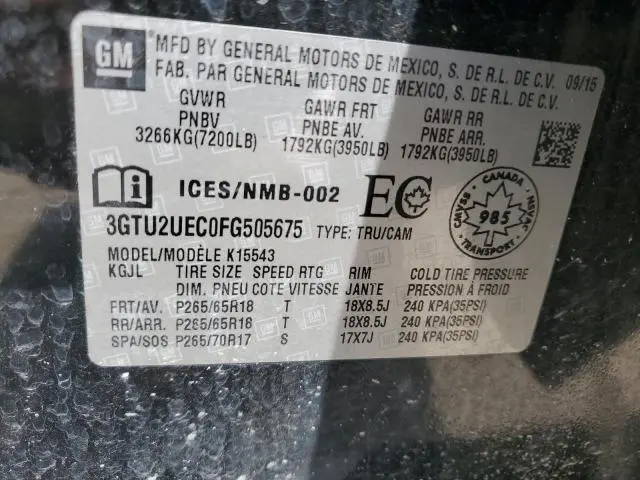 GM
MFD BY GENERAL MOTORS DE MEXICO, S. DE R.L. DE C.V. 09/15
FAB. PAR GENERAL MOTORS DE MEXICO, S. DE R.L. DE C.V.
GVWR GAWR FRT GAWR RR
PNBV PNBE AV. PNBE ARR.
3266KG(7200LB) 1792KG(3950LB) 1792KG(3950LB)
ICES/NMB-002 EC
CANADA
CMVSS 985 NSVAC
TRANSPORT
3GTU2UEC0FG505675 TYPE: TRU/CAM
MODEL/MODÈLE K15543
KGJL TIRE SIZE SPEED RTG RIM COLD TIRE PRESSURE
DIM. PNEU COTE VITESSE JANTE PRESSION À FROID
FRT/AV. P265/65R18 T 18X8.5J 240 KPA(35PSI)
RR/ARR. P265/65R18 T 18X8.5J 240 KPA(35PSI)
SPA/SOS P265/70R17 S 17X7J 240 KPA(35PSI)